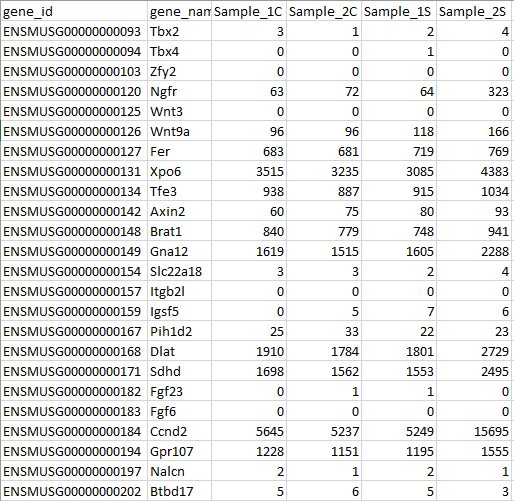 gene_id gene_nam Sample_1C Sample_2C Sample_1S Sample_2S
ENSMUSG00000000093 Tbx2 3 1 2 4
ENSMUSG00000000094 Tbx4 0 0 1 0
ENSMUSG00000000103 Zfy2 0 0 0 0
ENSMUSG00000000120 Ngfr 63 72 64 323
ENSMUSG00000000125 Wnt3 0 0 0 0
ENSMUSG00000000126 Wnt9a 96 96 118 166
ENSMUSG00000000127 Fer 683 681 719 769
ENSMUSG00000000131 Xpo6 3515 3235 3085 4383
ENSMUSG00000000134 Tfe3 938 887 915 1034
ENSMUSG00000000142 Axin2 60 75 80 93
ENSMUSG00000000148 Brat1 840 779 748 941
ENSMUSG00000000149 Gna12 1619 1515 1605 2288
ENSMUSG00000000154 Slc22a18 3 3 2 4
ENSMUSG00000000157 Itgb2l 0 0 0 0
ENSMUSG00000000159 Igsf5 0 5 7 6
ENSMUSG00000000167 Pih1d2 25 33 22 23
ENSMUSG00000000168 Dlat 1910 1784 1801 2729
ENSMUSG00000000171 Sdhd 1698 1562 1553 2495
ENSMUSG00000000182 Fgf23 0 1 1 0
ENSMUSG00000000183 Fgf6 0 0 0 0
ENSMUSG00000000184 Ccnd2 5645 5237 5249 15695
ENSMUSG00000000194 Gpr107 1228 1151 1195 1555
ENSMUSG00000000197 Nalcn 2 1 2 1
ENSMUSG00000000202 Btbd17 5 6 5 3